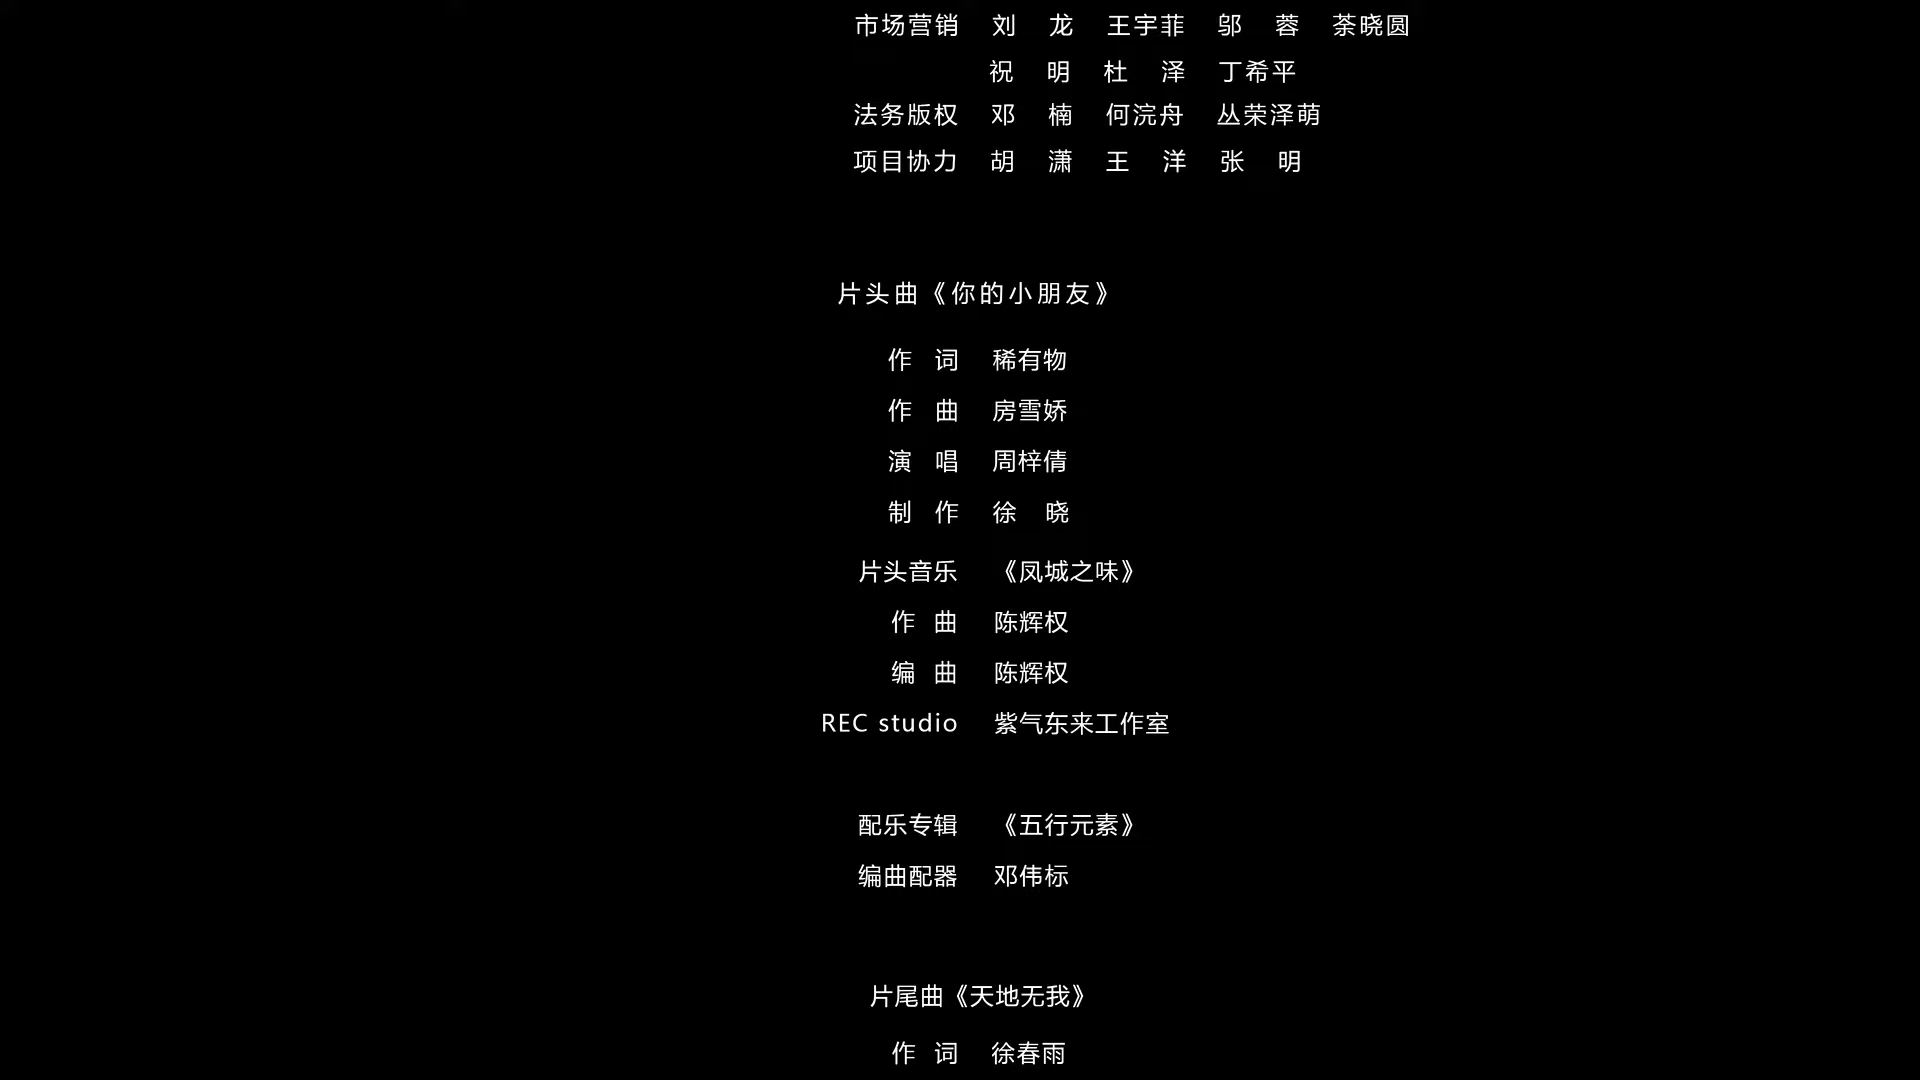 市场营销 刘 龙 王宇菲 邬 蓉 荼晓圆
祝 明 杜 泽 丁希平
法务版权 邓 楠 何浣舟 丛荣泽萌
项目协力 胡 潇 王 洋 张 明
片头曲《你的小朋友》
作 词 稀有物
作 曲 房雪娇
演 唱 周梓倩
制 作 徐 晓
片头音乐 《凤城之味》
作 曲 陈辉权
编 曲 陈辉权
REC studio 紫气东来工作室
配乐专辑 《五行元素》
编曲配器 邓伟标
片尾曲《天地无我》
作 词 徐春雨